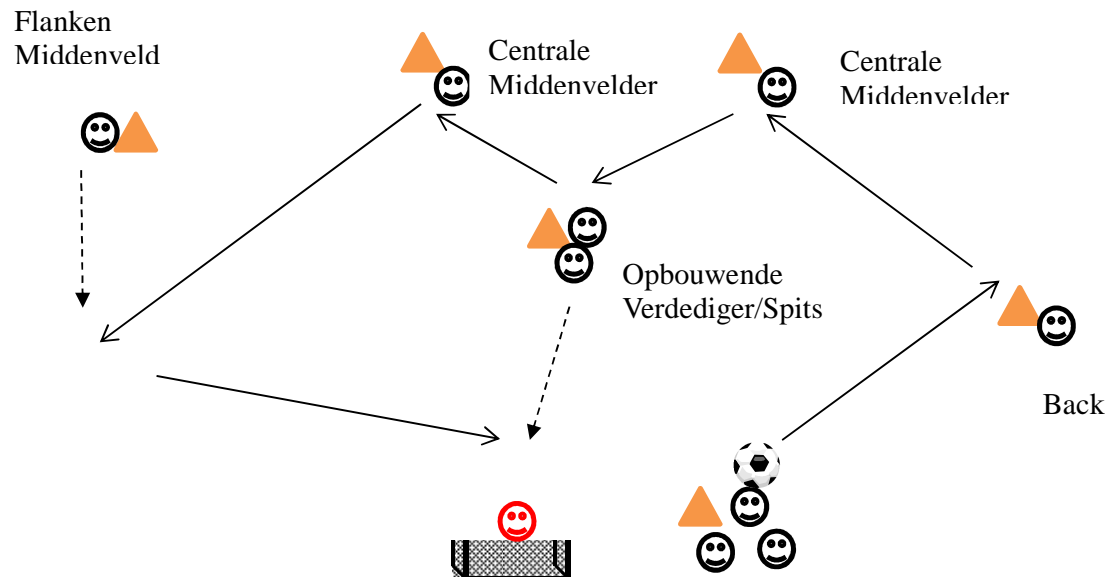 Flanken
Middenveld
Centrale
Middenvelder
Centrale
Middenvelder
Opbouwende
Verdediger/Spits
Back